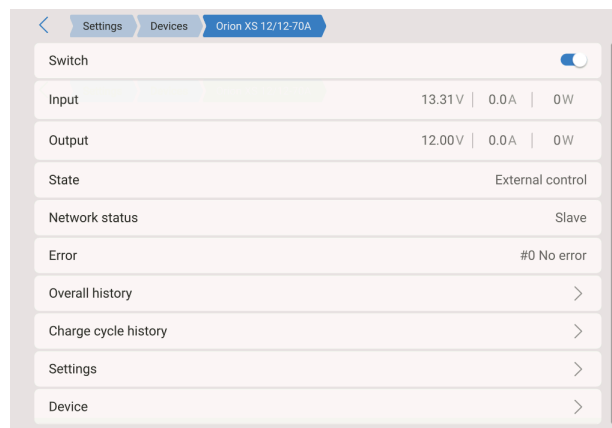 Settings Devices Orion XS 12/12-70A
Switch
Input 13.31V 0.0A 0W
Output 12.00V 0.0A 0W
State External control
Network status Slave
Error #0 No error
Overall history
Charge cycle history
Settings
Device